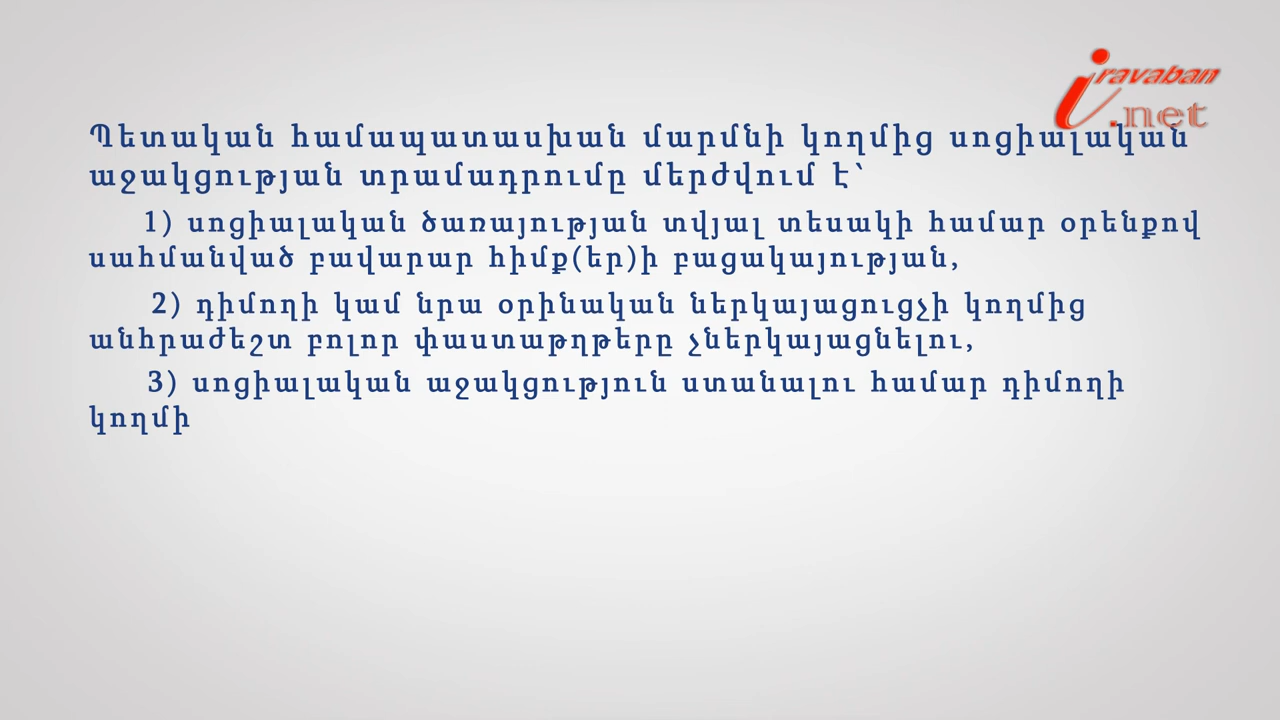 iravaban
.net
Պետական համապատասխան մարմնի կողմից սոցիալական
աջակցության տրամադրումը մերժվում է՝
1) սոցիալական ծառայության տվյալ տեսակի համար օրենքով
սահմանված բավարար հիմք(եր)ի բացակայության,
2) դիմողի կամ նրա օրինական ներկայացուցչի կողմից
անհրաժեշտ բոլոր փաստաթղթերը չներկայացնելու,
3) սոցիալական աջակցություն ստանալու համար դիմողի
կողմի